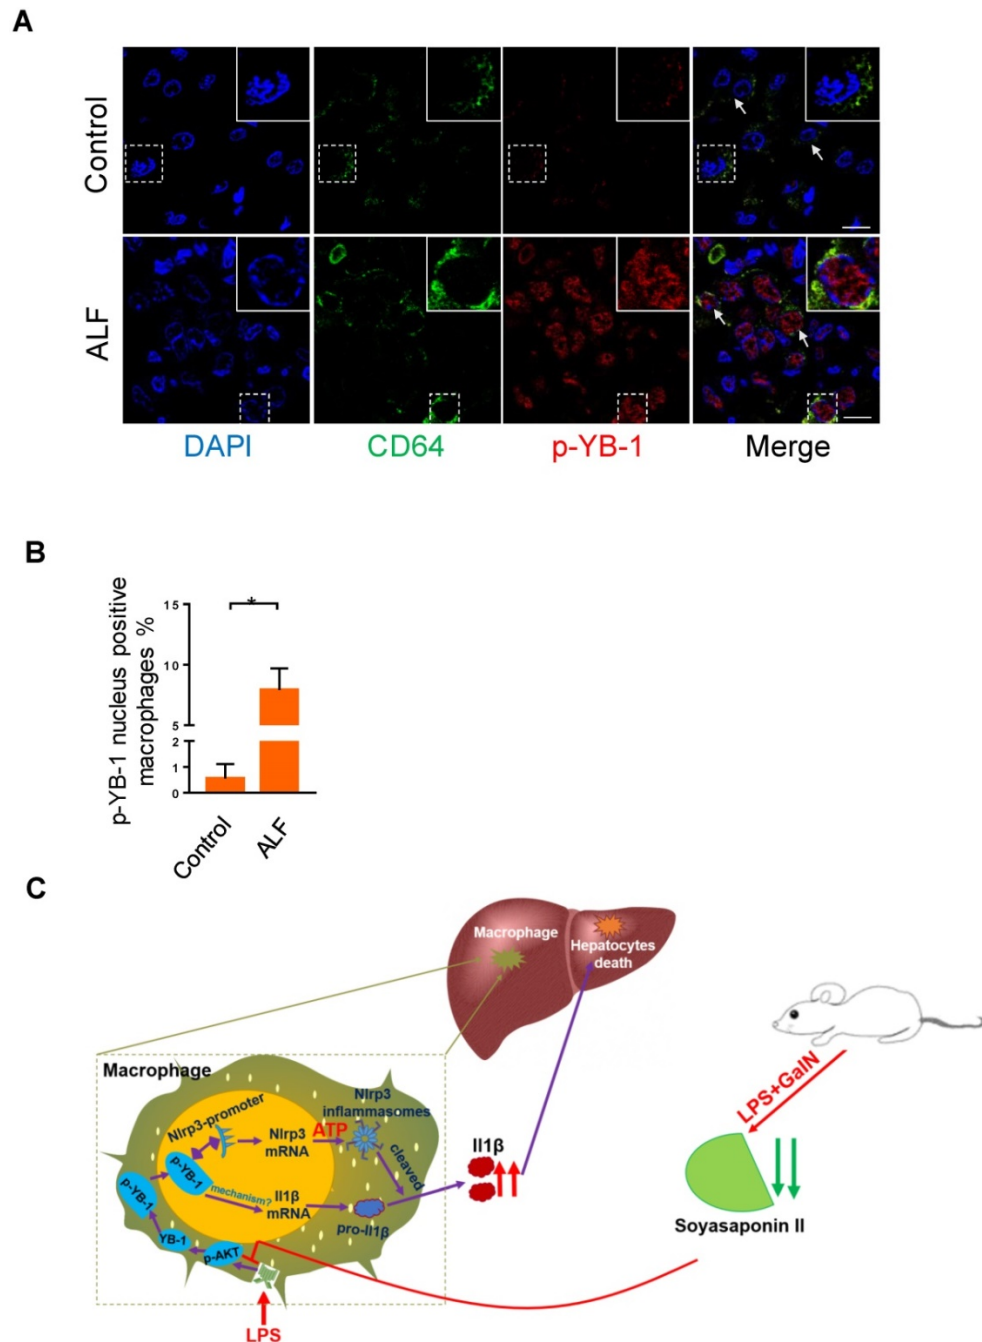 A
Control
ALF
DAPI
CD64
p-YB-1
Merge
B
p-YB-1 nucleus positive
macrophages %
15
10
5
2
1
0
*
Control
ALF
C
Macrophage
Hepatocytes
death
Macrophage
Nlrp3-promoter
Nlrp3
inflammasomes
ATP
Nlrp3
mRNA
p-YB-1
p-YB-1
mechanism?
Il1β
mRNA
cleaved
pro-Il1β
YB-1
p-AKT
LPS
Il1β
LPS+GalN
Soyasaponin II